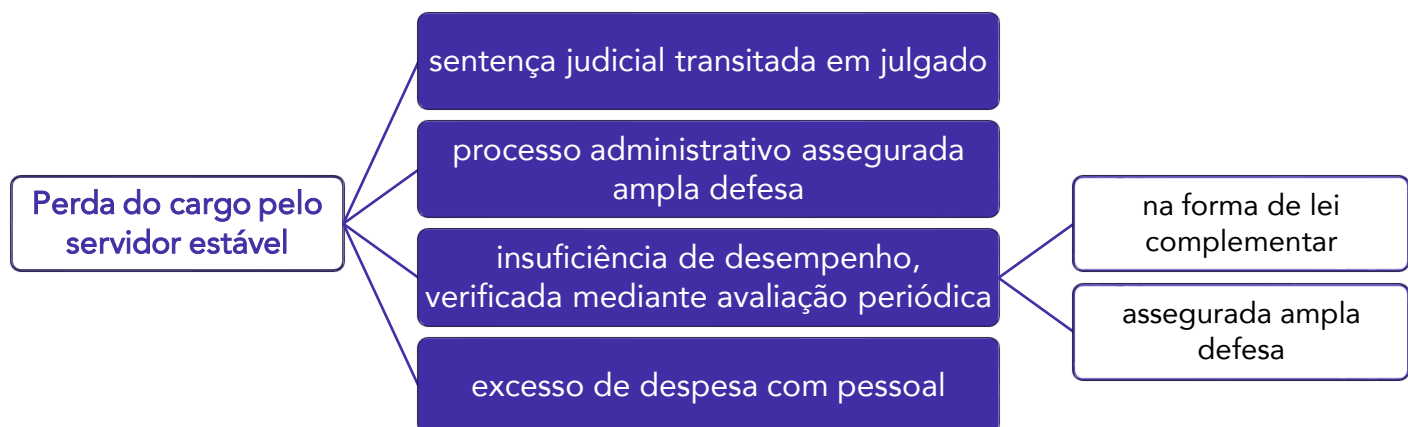 Perda do cargo pelo
servidor estável
sentença judicial transitada em julgado
processo administrativo assegurada
ampla defesa
insuficiência de desempenho,
verificada mediante avaliação periódica
na forma de lei
complementar
assegurada ampla
defesa
excesso de despesa com pessoal